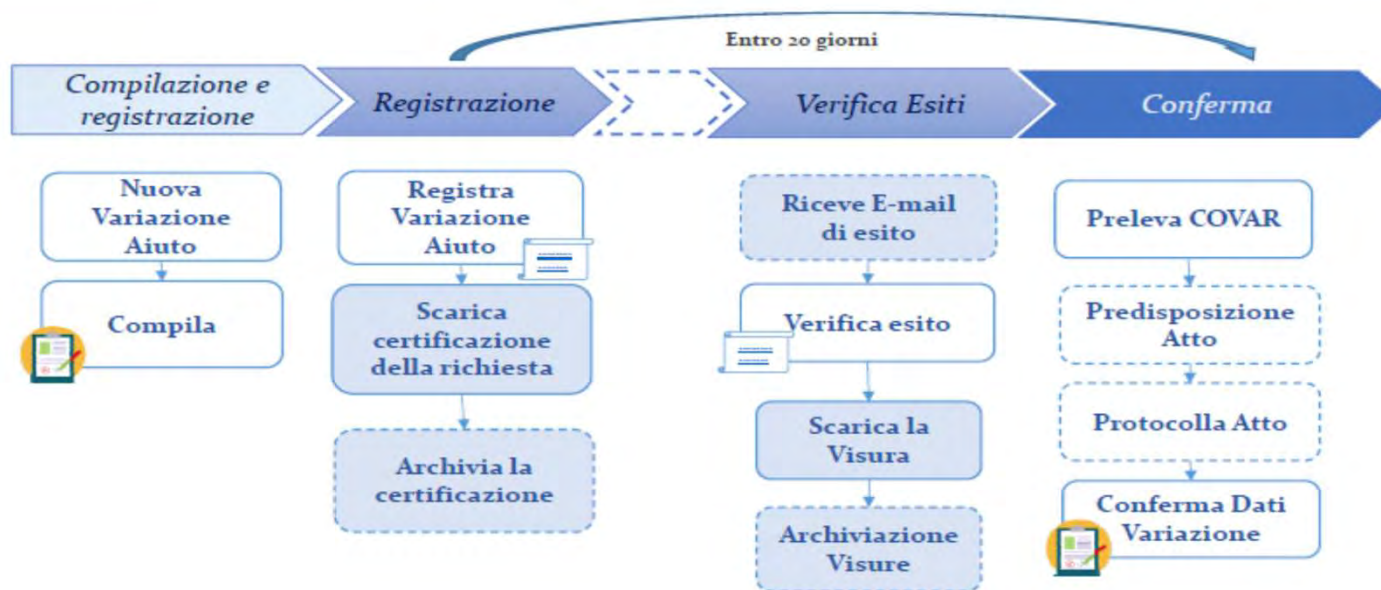 Entro 20 giorni
Compilazione e
registrazione
Registrazione
Verifica Esiti
Conferma
Nuova
Variazione
Aiuto
Compila
Registra
Variazione
Aiuto
Scarica
certificazione
della richiesta
Archivia la
certificazione
Riceve E-mail
di esito
Verifica esito
Scarica la
Visura
Archiviazione
Visure
Preleva COVAR
Predisposizione
Atto
Protocolla Atto
Conferma Dati
Variazione